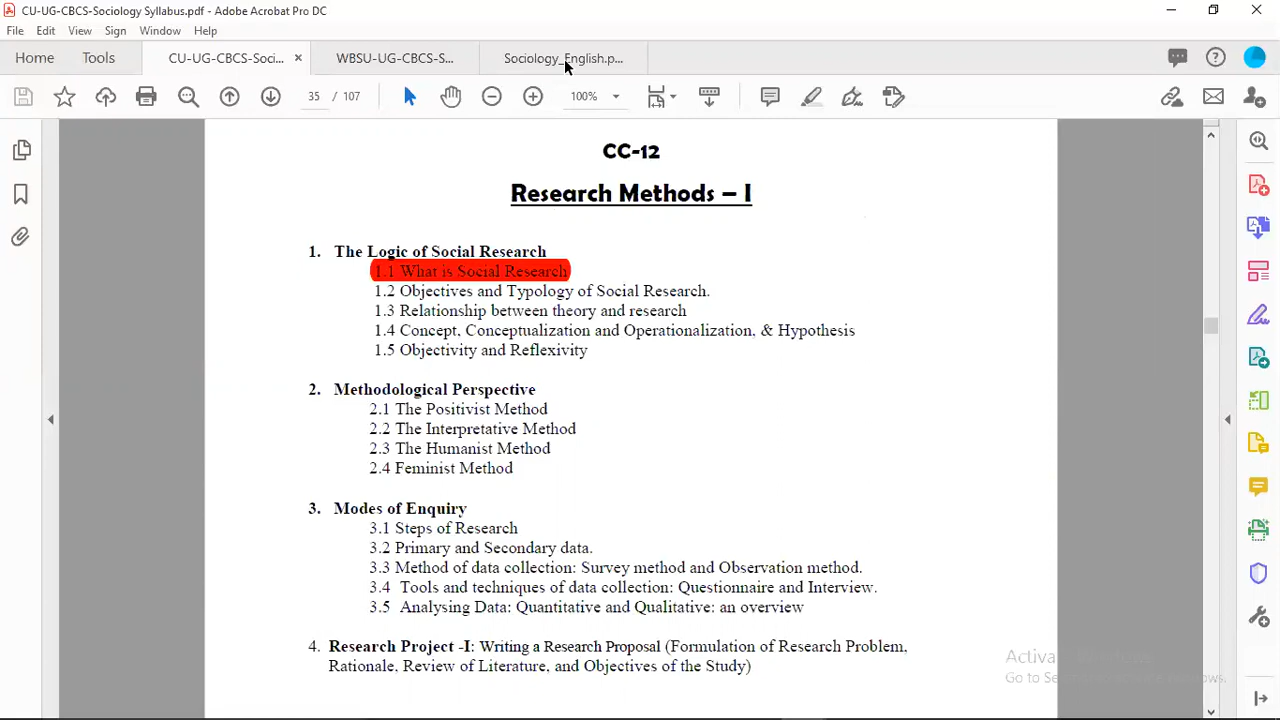 CU-UG-CBCS-Sociology Syllabus.pdf - Adobe Acrobat Pro DC
File Edit View Sign Window Help
Home Tools CU-UG-CBCS-Soci... WBSU-UG-CBCS-S... Sociology_English.p...
35 / 107 100%
CC-12
Research Methods – I
1. The Logic of Social Research
1.1 What is Social Research
1.2 Objectives and Typology of Social Research.
1.3 Relationship between theory and research
1.4 Concept, Conceptualization and Operationalization, & Hypothesis
1.5 Objectivity and Reflexivity
2. Methodological Perspective
2.1 The Positivist Method
2.2 The Interpretative Method
2.3 The Humanist Method
2.4 Feminist Method
3. Modes of Enquiry
3.1 Steps of Research
3.2 Primary and Secondary data.
3.3 Method of data collection: Survey method and Observation method.
3.4 Tools and techniques of data collection: Questionnaire and Interview.
3.5 Analysing Data: Quantitative and Qualitative: an overview
4. Research Project -I: Writing a Research Proposal (Formulation of Research Problem,
Rationale, Review of Literature, and Objectives of the Study)
Go to